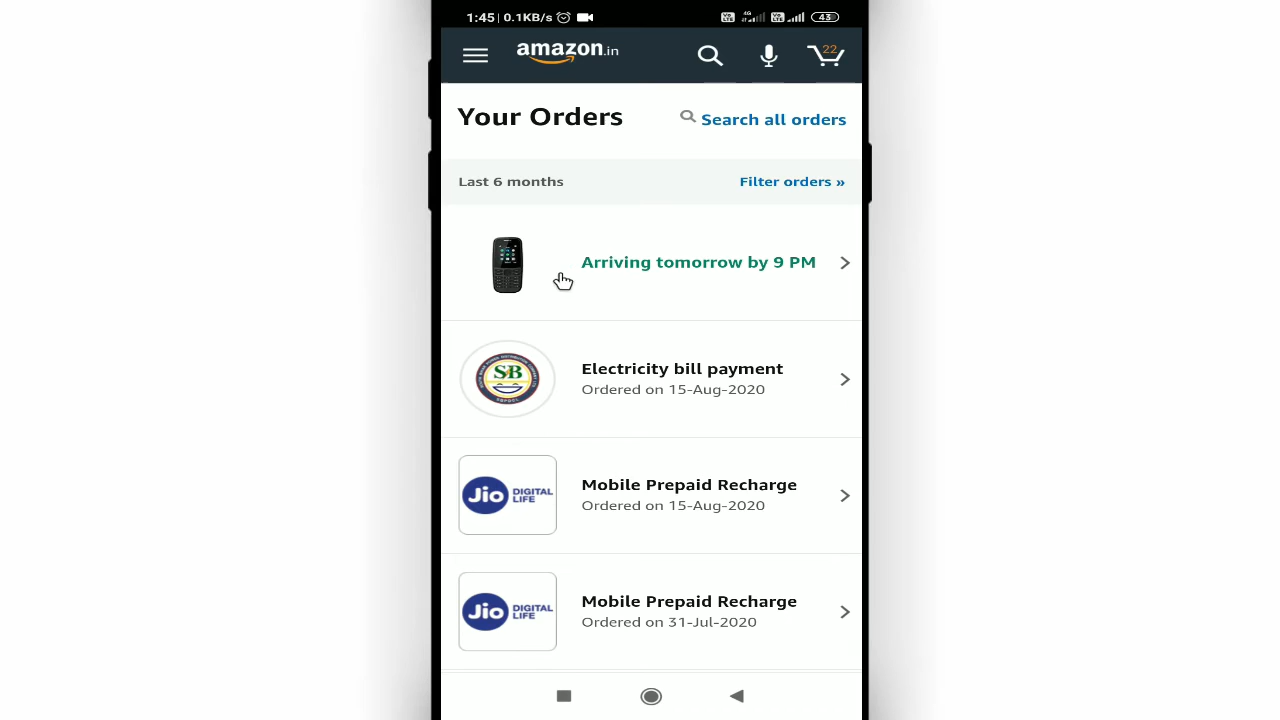 1:45 | 0.1KB/s 4G 43
amazon.in 22
Your Orders Search all orders
Last 6 months Filter orders »
Arriving tomorrow by 9 PM
Electricity bill payment
Ordered on 15-Aug-2020
SB
SBPDCL
Mobile Prepaid Recharge
Ordered on 15-Aug-2020
Jio DIGITAL
LIFE
Mobile Prepaid Recharge
Ordered on 31-Jul-2020
Jio DIGITAL
LIFE